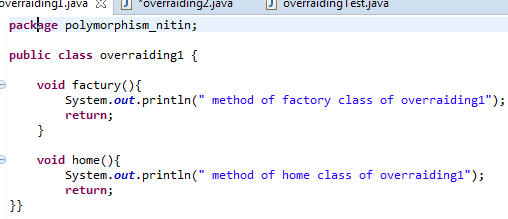 overraiding1.java *overraiding2.java overraidingTest.java
package polymorphism_nitin;
public class overraiding1 {
void factury(){
System.out.println(" method of factory class of overraiding1");
return;
}
void home(){
System.out.println(" method of home class of overraiding1");
return;
}}